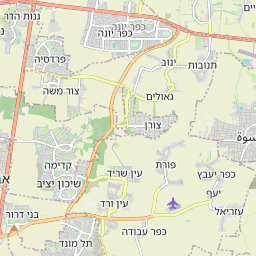 גנות הדר
כפר יונה
כפר יונה
פרדסיה
ינוב
תנובות
צור משה
גאולים
צורן
קדימה
פורת
עין שריד
שיכון יציב
כפר יעבץ
יעף
עין ורד
בני דרור
עזריאל
תל מונד
כפר עבודה